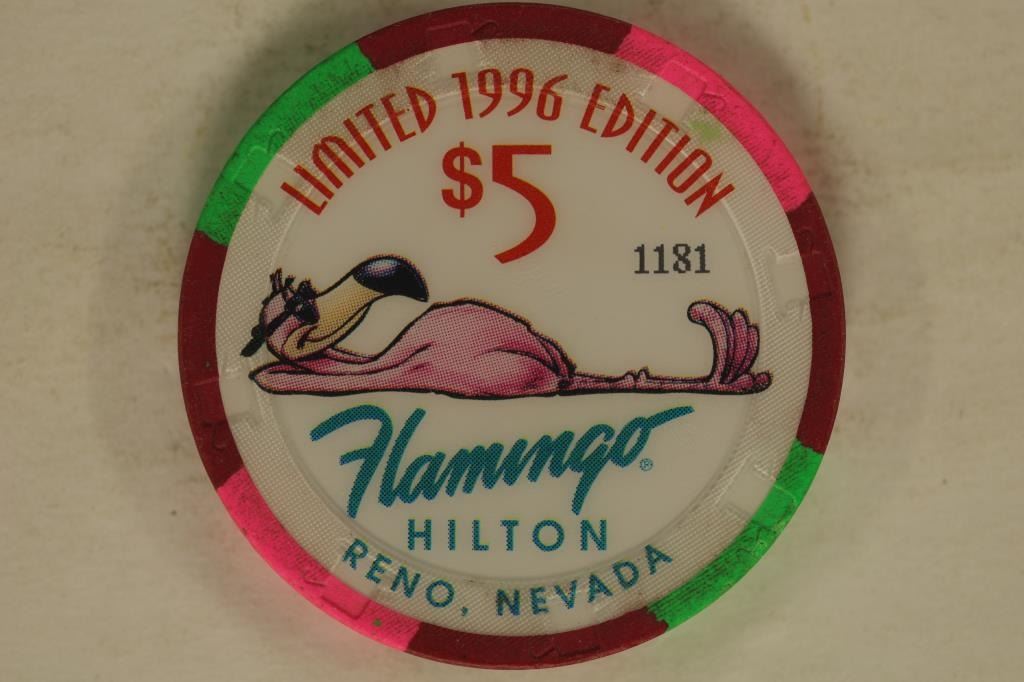 LIMITED 1996 EDITION
$5
1181
Flamingo®
HILTON
RENO, NEVADA